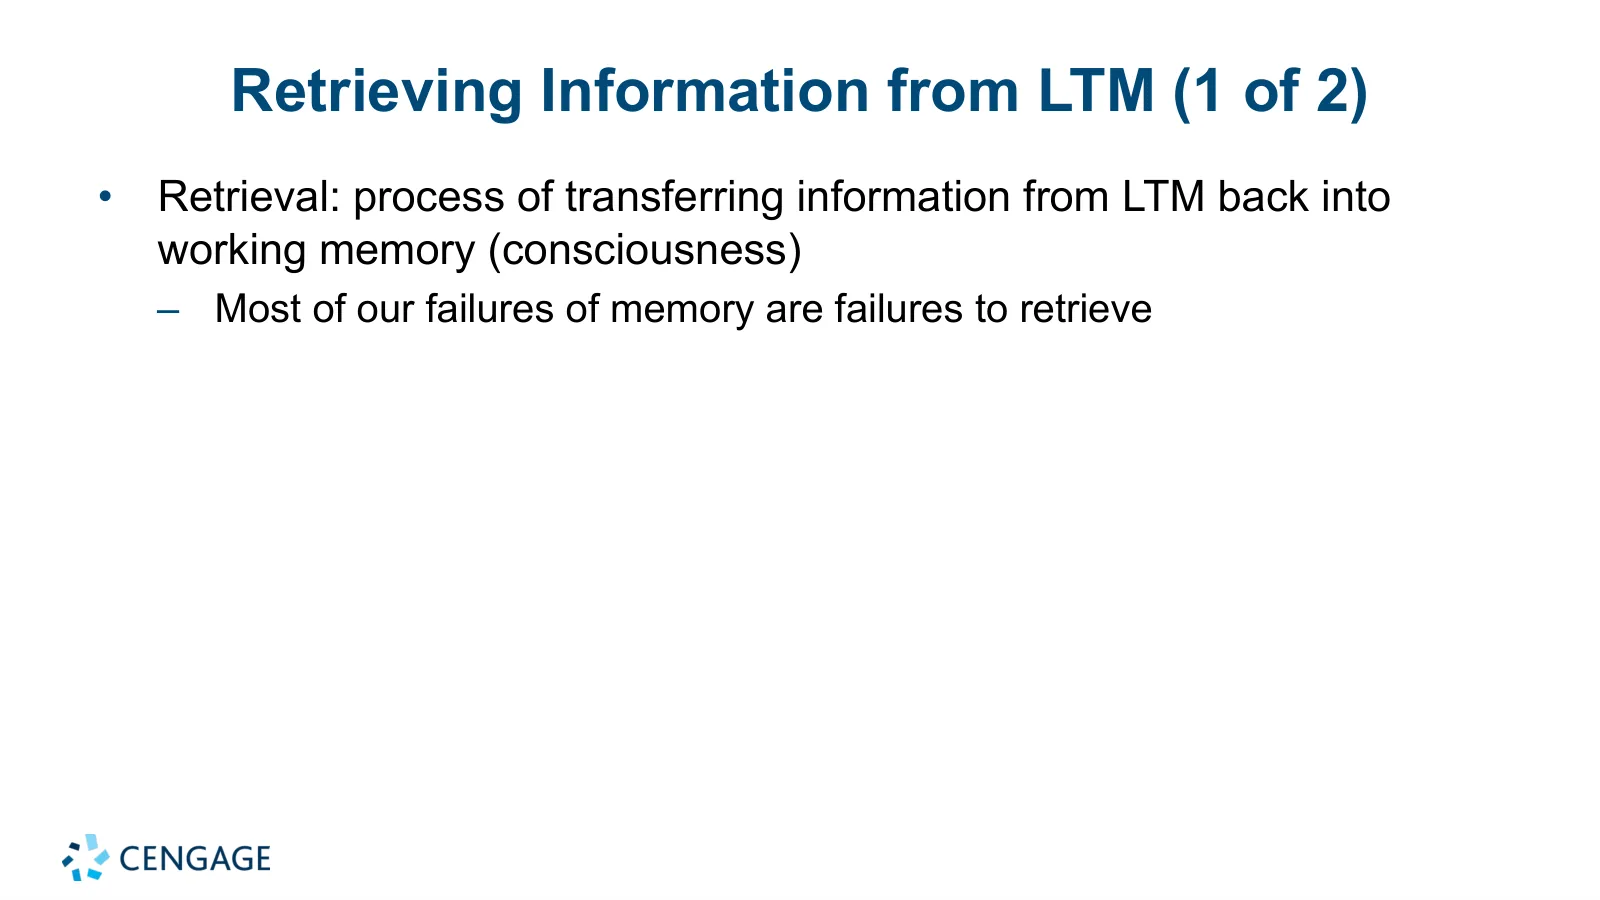 Retrieving Information from LTM (1 of 2)
• Retrieval: process of transferring information from LTM back into
working memory (consciousness)
– Most of our failures of memory are failures to retrieve
CENGAGE